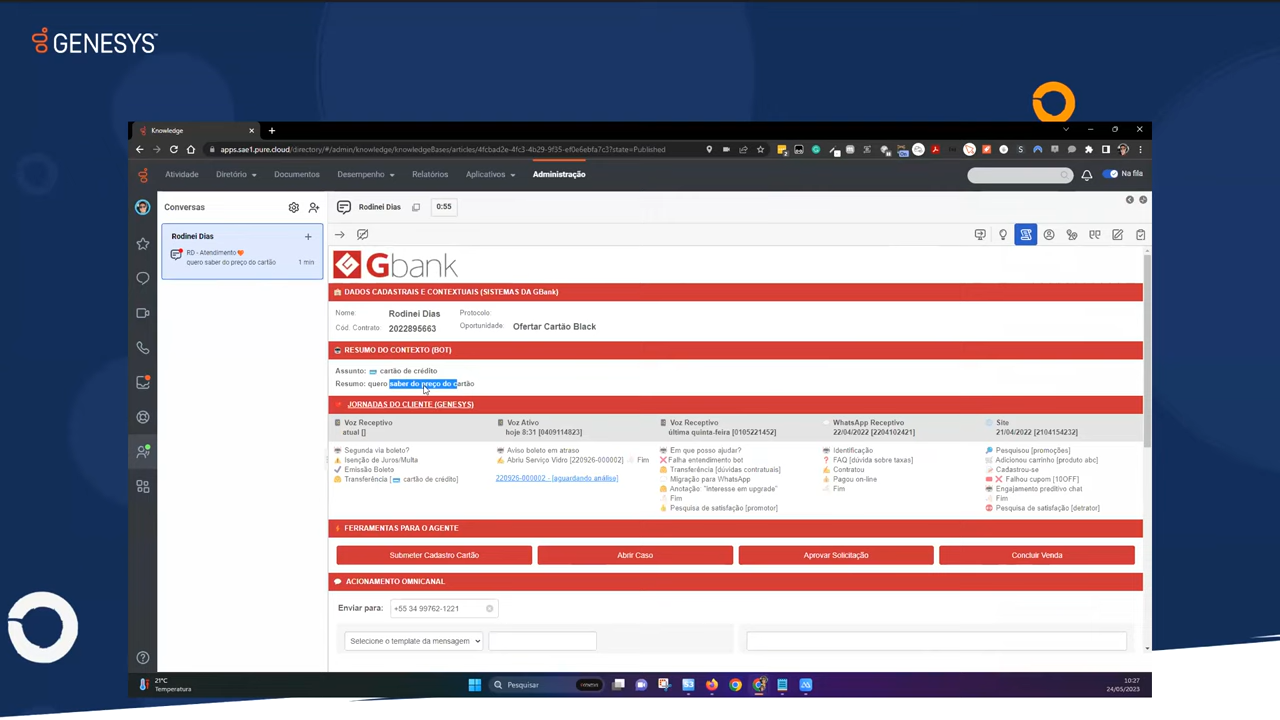 GENESYS
Knowledge
apps.sae1.pure.cloud/directory/#/admin/knowledge/knowledgeBases/articles/4fcbad2e-4fc3-4b29-9f35-ef0e6ebfa7c3?state=Published
Atividade Diretório Documentos Desempenho Relatórios Aplicativos Administração Na fila
Conversas
Rodinei Dias 0:55
Rodinei Dias
RD - Atendimento
quero saber do preço do cartão 1 min
Gbank
DADOS CADASTRAIS E CONTEXTUAIS (SISTEMAS DA GBank)
Nome: Rodinei Dias Protocolo:
Cód. Contrato: 2022895663 Oportunidade: Ofertar Cartão Black
RESUMO DO CONTEXTO (BOT)
Assunto: cartão de crédito
Resumo: quero saber do preço do cartão
JORNADAS DO CLIENTE (GENESYS)
Voz Receptivo Voz Ativo Voz Receptivo WhatsApp Receptivo Site
atual [] hoje 8:31 [0409114823] última quinta-feira [0105221452] 22/04/2022 [2204102421] 21/04/2022 [2104154232]
Segunda via boleto? Aviso boleto em atraso Em que posso ajudar? Identificação Pesquisou [promoções]
Isenção de Juros/Multa Abriu Serviço Vidro [220926-000002] Fim Falha entendimento bot FAQ [dúvida sobre taxas] Adicionou carrinho [produto abc]
Emissão Boleto Transferência [dúvidas contratuais] Contratou Cadastrou-se
Transferência [ cartão de crédito] 220926-000002 - [aguardando análise] Migração para WhatsApp Pagou on-line Falhou cupom [10OFF]
Anotação: "Interesse em upgrade" Fim Engajamento preditivo chat
Fim Fim
Pesquisa de satisfação [promotor] Pesquisa de satisfação [detrator]
FERRAMENTAS PARA O AGENTE
Submeter Cadastro Cartão Abrir Caso Aprovar Solicitação Concluir Venda
ACIONAMENTO OMNICANAL
Enviar para: +55 34 99762-1221
Selecione o template da mensagem
21°C
Temperatura
Pesquisar
10:27
24/05/2023